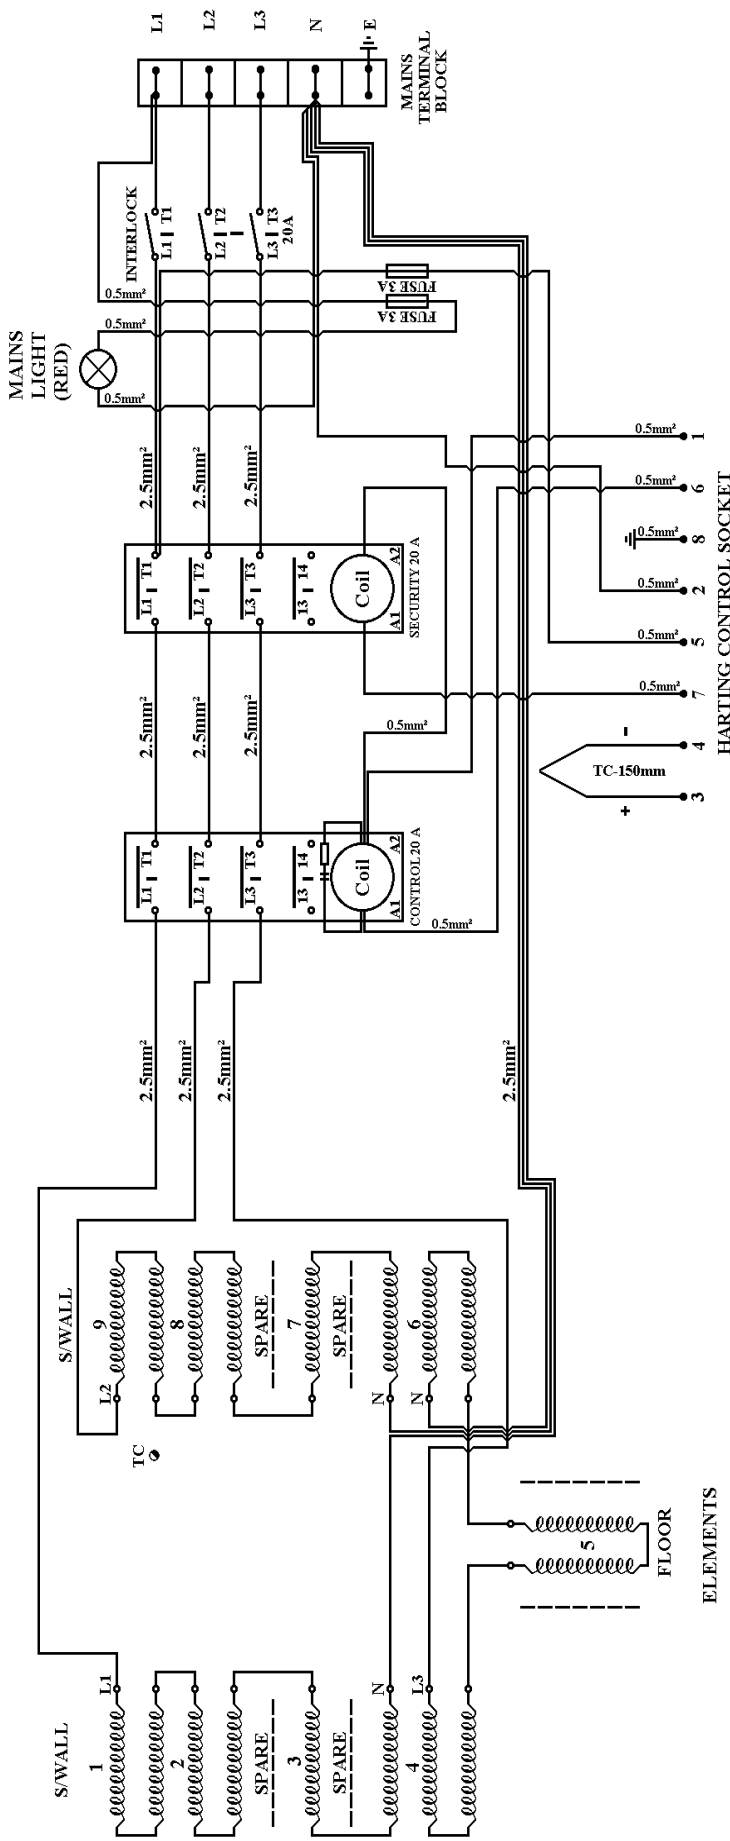 L1
L2
L3
N
E
MAINS
TERMINAL
BLOCK
INTERLOCK
L1 T1
L2 T2
L3 T3
20A
0.5mm²
FUSE 3A
0.5mm²
FUSE 3A
0.5mm²
MAINS
LIGHT
(RED)
2.5mm²
2.5mm²
2.5mm²
L1 T1
L2 T2
L3 T3
13 14
Coil
A1 A2
SECURITY 20 A
2.5mm²
2.5mm²
2.5mm²
0.5mm²
L1 T1
L2 T2
L3 T3
13 14
Coil
A1 A2
CONTROL 20 A
0.5mm²
0.5mm²
1
0.5mm²
6
0.5mm²
8
0.5mm²
2
0.5mm²
5
0.5mm²
7
-
4
TC-150mm
+
3
HARTING CONTROL SOCKET
2.5mm²
2.5mm²
2.5mm²
2.5mm²
S/WALL
9
L2
8
SPARE
7
SPARE
N
6
N
TC
5
FLOOR
ELEMENTS
S/WALL
1
L1
2
SPARE
3
SPARE
N
4
L3